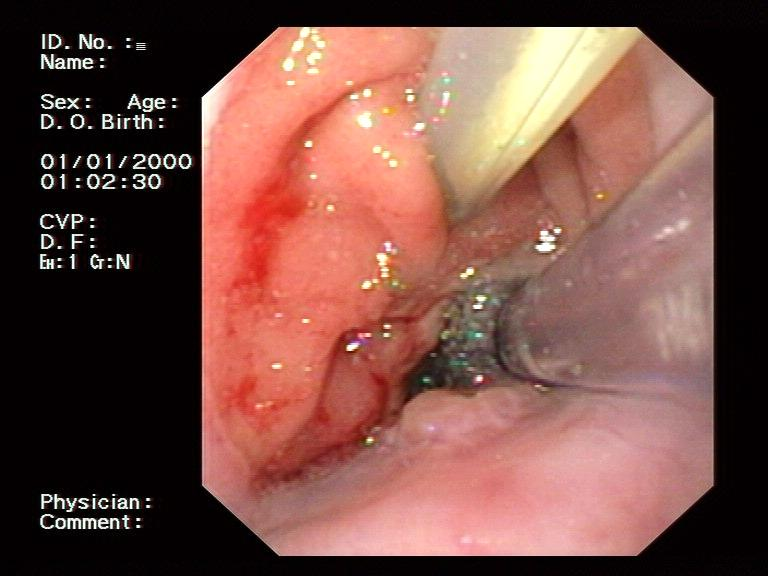 ID. No. :
Name:
Sex: Age:
D. O. Birth:
01/01/2000
01:02:30
CVP:
D. F:
EH:1 Cr:N
Physician:
Comment: